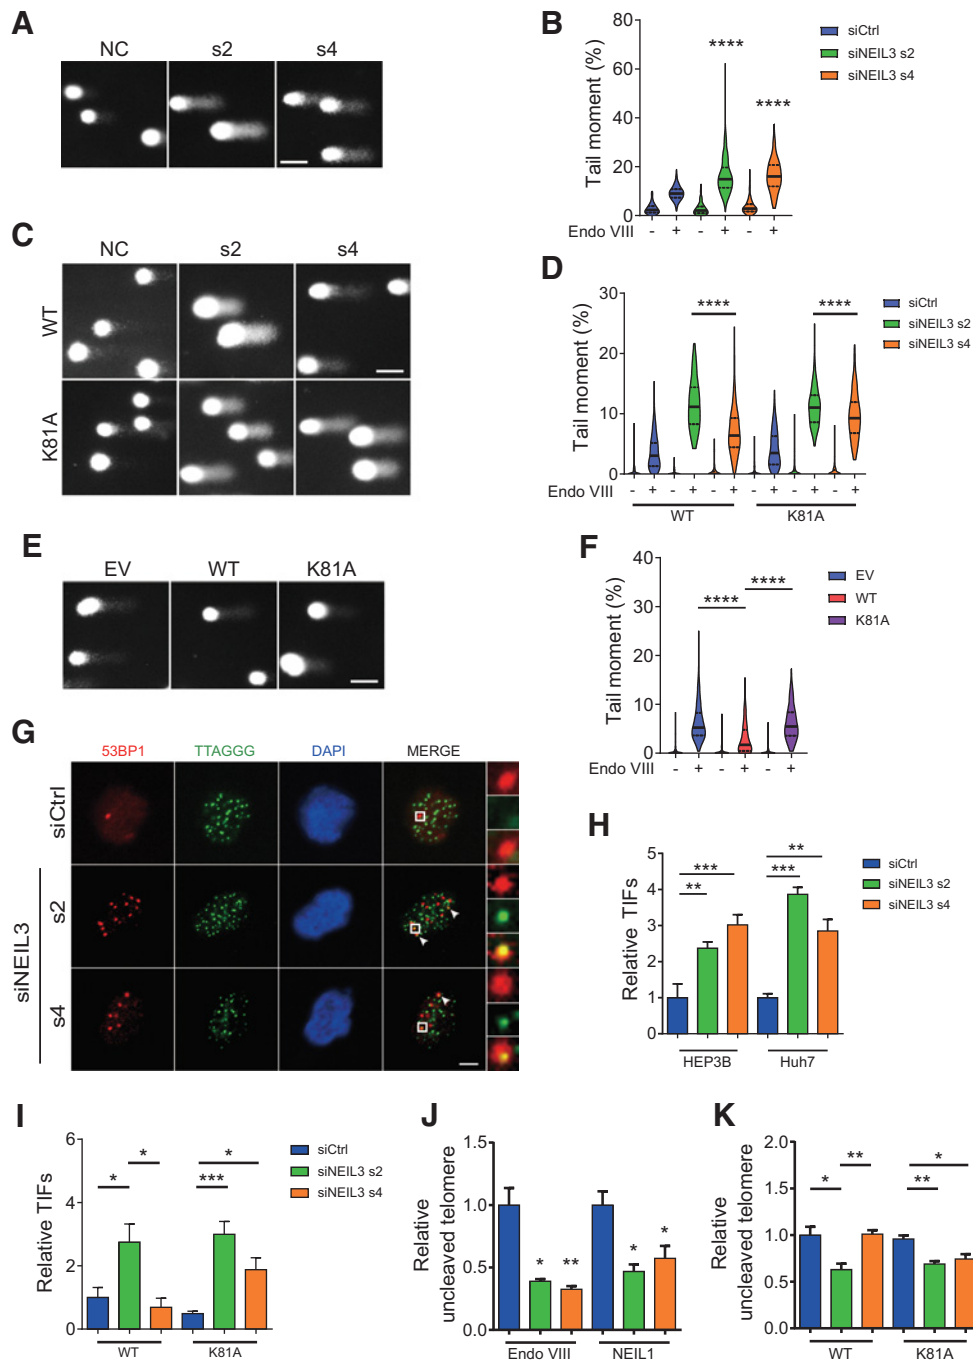 A
NC s2 s4
B
Tail moment (%)
80
60
40
20
0
****
****
Endo VIII - + - + - +
siCtrl
siNEIL3 s2
siNEIL3 s4
C
NC s2 s4
WT
K81A
D
Tail moment (%)
30
20
10
0
**** ****
Endo VIII - + - + - + - + - + - +
WT K81A
siCtrl
siNEIL3 s2
siNEIL3 s4
E
EV WT K81A
F
Tail moment (%)
40
30
20
10
0
**** ****
Endo VIII - + - + - +
EV
WT
K81A
G
53BP1 TTAGGG DAPI MERGE
siCtrl
siNEIL3
s2
s4
H
Relative TIFs
5
4
3
2
1
0
***
**
**
***
HEP3B Huh7
siCtrl
siNEIL3 s2
siNEIL3 s4
I
Relative TIFs
6
4
2
0
* *
*
***
WT K81A
siCtrl
siNEIL3 s2
siNEIL3 s4
J
Relative
uncleaved telomere
1.5
1.0
0.5
0.0
* **
* *
Endo VIII NEIL1
K
Relative
uncleaved telomere
2.0
1.5
1.0
0.5
0.0
* **
*
**
WT K81A